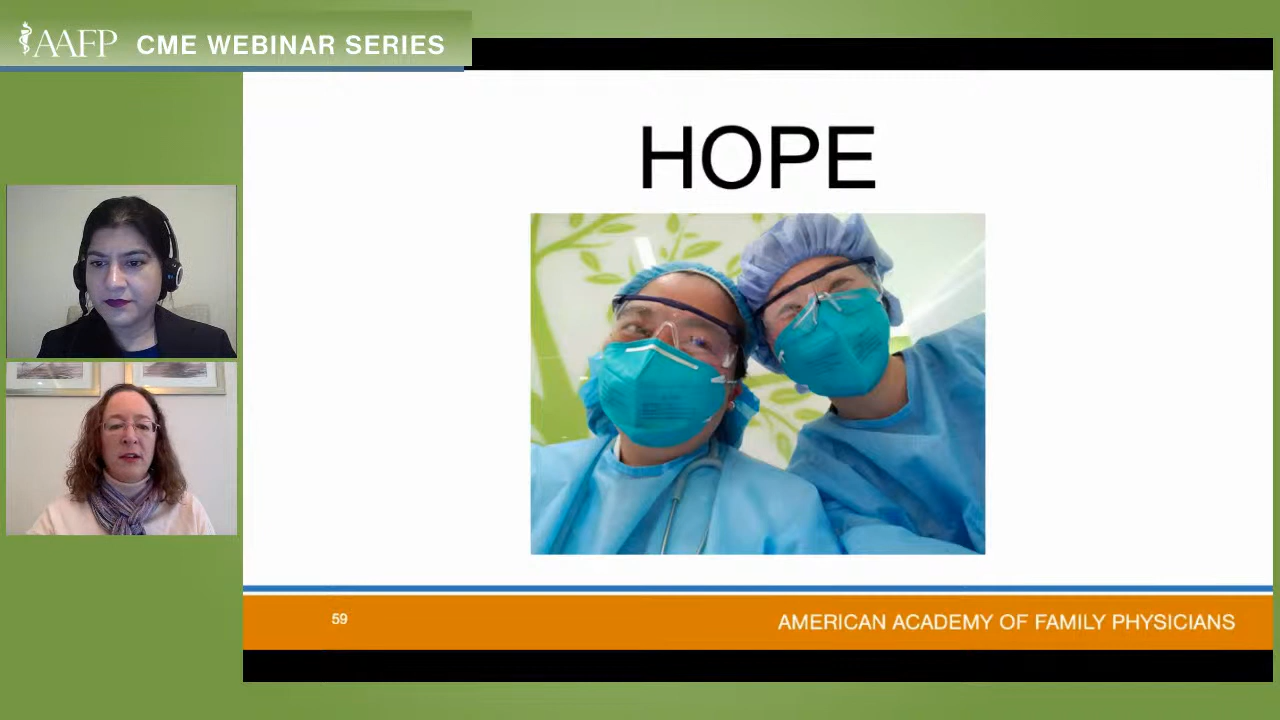 AAFP CME WEBINAR SERIES
HOPE
59
AMERICAN ACADEMY OF FAMILY PHYSICIANS